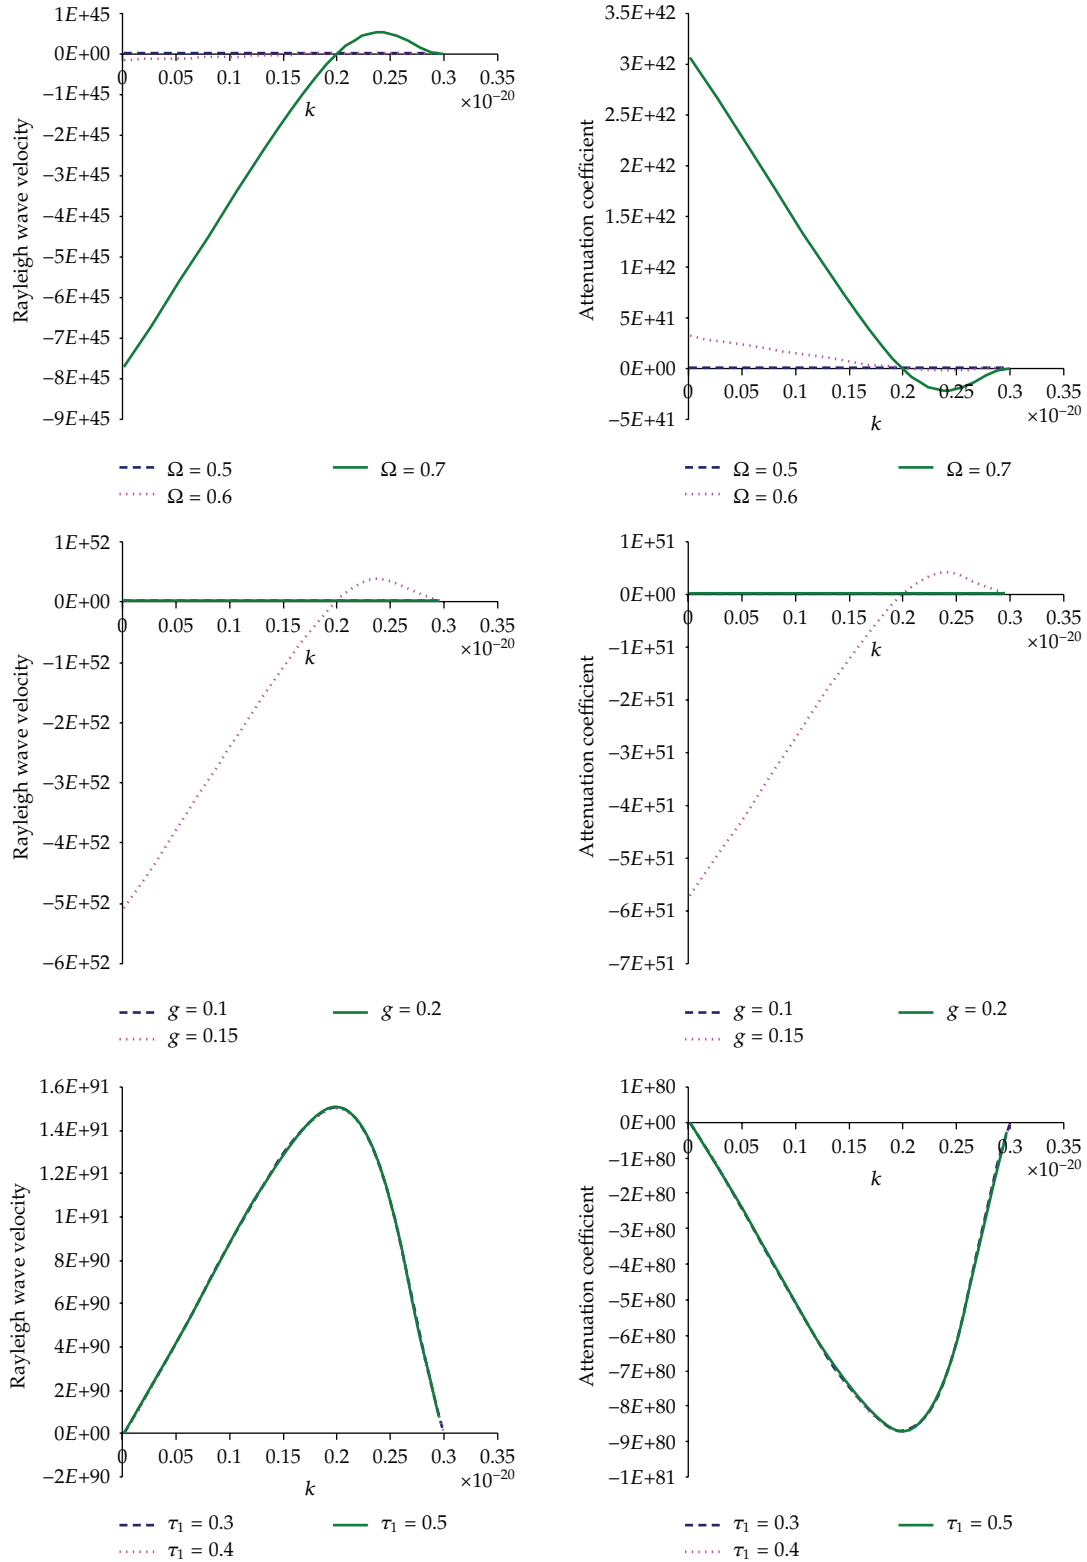 1E+45
0E+00
−1E+45
−2E+45
−3E+45
−4E+45
−5E+45
−6E+45
−7E+45
−8E+45
−9E+45
Rayleigh wave velocity
0 0.05 0.1 0.15 0.2 0.25 0.3 0.35
×10−20
k
Ω = 0.5
Ω = 0.6
Ω = 0.7
3.5E+42
3E+42
2.5E+42
2E+42
1.5E+42
1E+42
5E+41
0E+00
−5E+41
Attenuation coefficient
0 0.05 0.1 0.15 0.2 0.25 0.3 0.35
×10−20
k
Ω = 0.5
Ω = 0.6
Ω = 0.7
1E+52
0E+00
−1E+52
−2E+52
−3E+52
−4E+52
−5E+52
−6E+52
Rayleigh wave velocity
0 0.05 0.1 0.15 0.2 0.25 0.3 0.35
×10−20
k
g = 0.1
g = 0.15
g = 0.2
1E+51
0E+00
−1E+51
−2E+51
−3E+51
−4E+51
−5E+51
−6E+51
−7E+51
Attenuation coefficient
0 0.05 0.1 0.15 0.2 0.25 0.3 0.35
×10−20
k
g = 0.1
g = 0.15
g = 0.2
1.6E+91
1.4E+91
1.2E+91
1E+91
8E+90
6E+90
4E+90
2E+90
0E+00
−2E+90
Rayleigh wave velocity
0 0.05 0.1 0.15 0.2 0.25 0.3 0.35
×10−20
k
τ1 = 0.3
τ1 = 0.4
τ1 = 0.5
1E+80
0E+00
−1E+80
−2E+80
−3E+80
−4E+80
−5E+80
−6E+80
−7E+80
−8E+80
−9E+80
−1E+81
Attenuation coefficient
0 0.05 0.1 0.15 0.2 0.25 0.3 0.35
×10−20
k
τ1 = 0.3
τ1 = 0.4
τ1 = 0.5